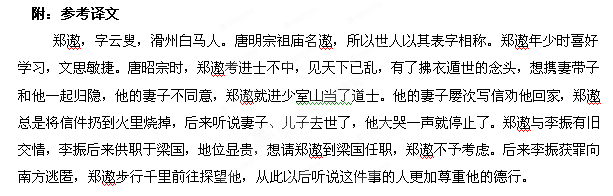 附：参考译文
郑遨，字云叟，滑州白马人。唐明宗祖庙名遨，所以世人以其表字相称。郑遨年少时喜好
学习，文思敏捷。唐昭宗时，郑遨考进士不中，见天下已乱，有了拂衣遁世的念头，想携妻带子
和他一起归隐，他的妻子不同意，郑遨就进少室山当了道士。他的妻子屡次写信劝他回家，郑遨
总是将信件扔到火里烧掉，后来听说妻子、儿子去世了，他大哭一声就停止了。郑遨与李振有旧
交情，李振后来供职于梁国，地位显贵，想请郑遨到梁国任职，郑遨不予考虑。后来李振获罪向
南方逃匿，郑遨步行千里前往探望他，从此以后听说这件事的人更加尊重他的德行。